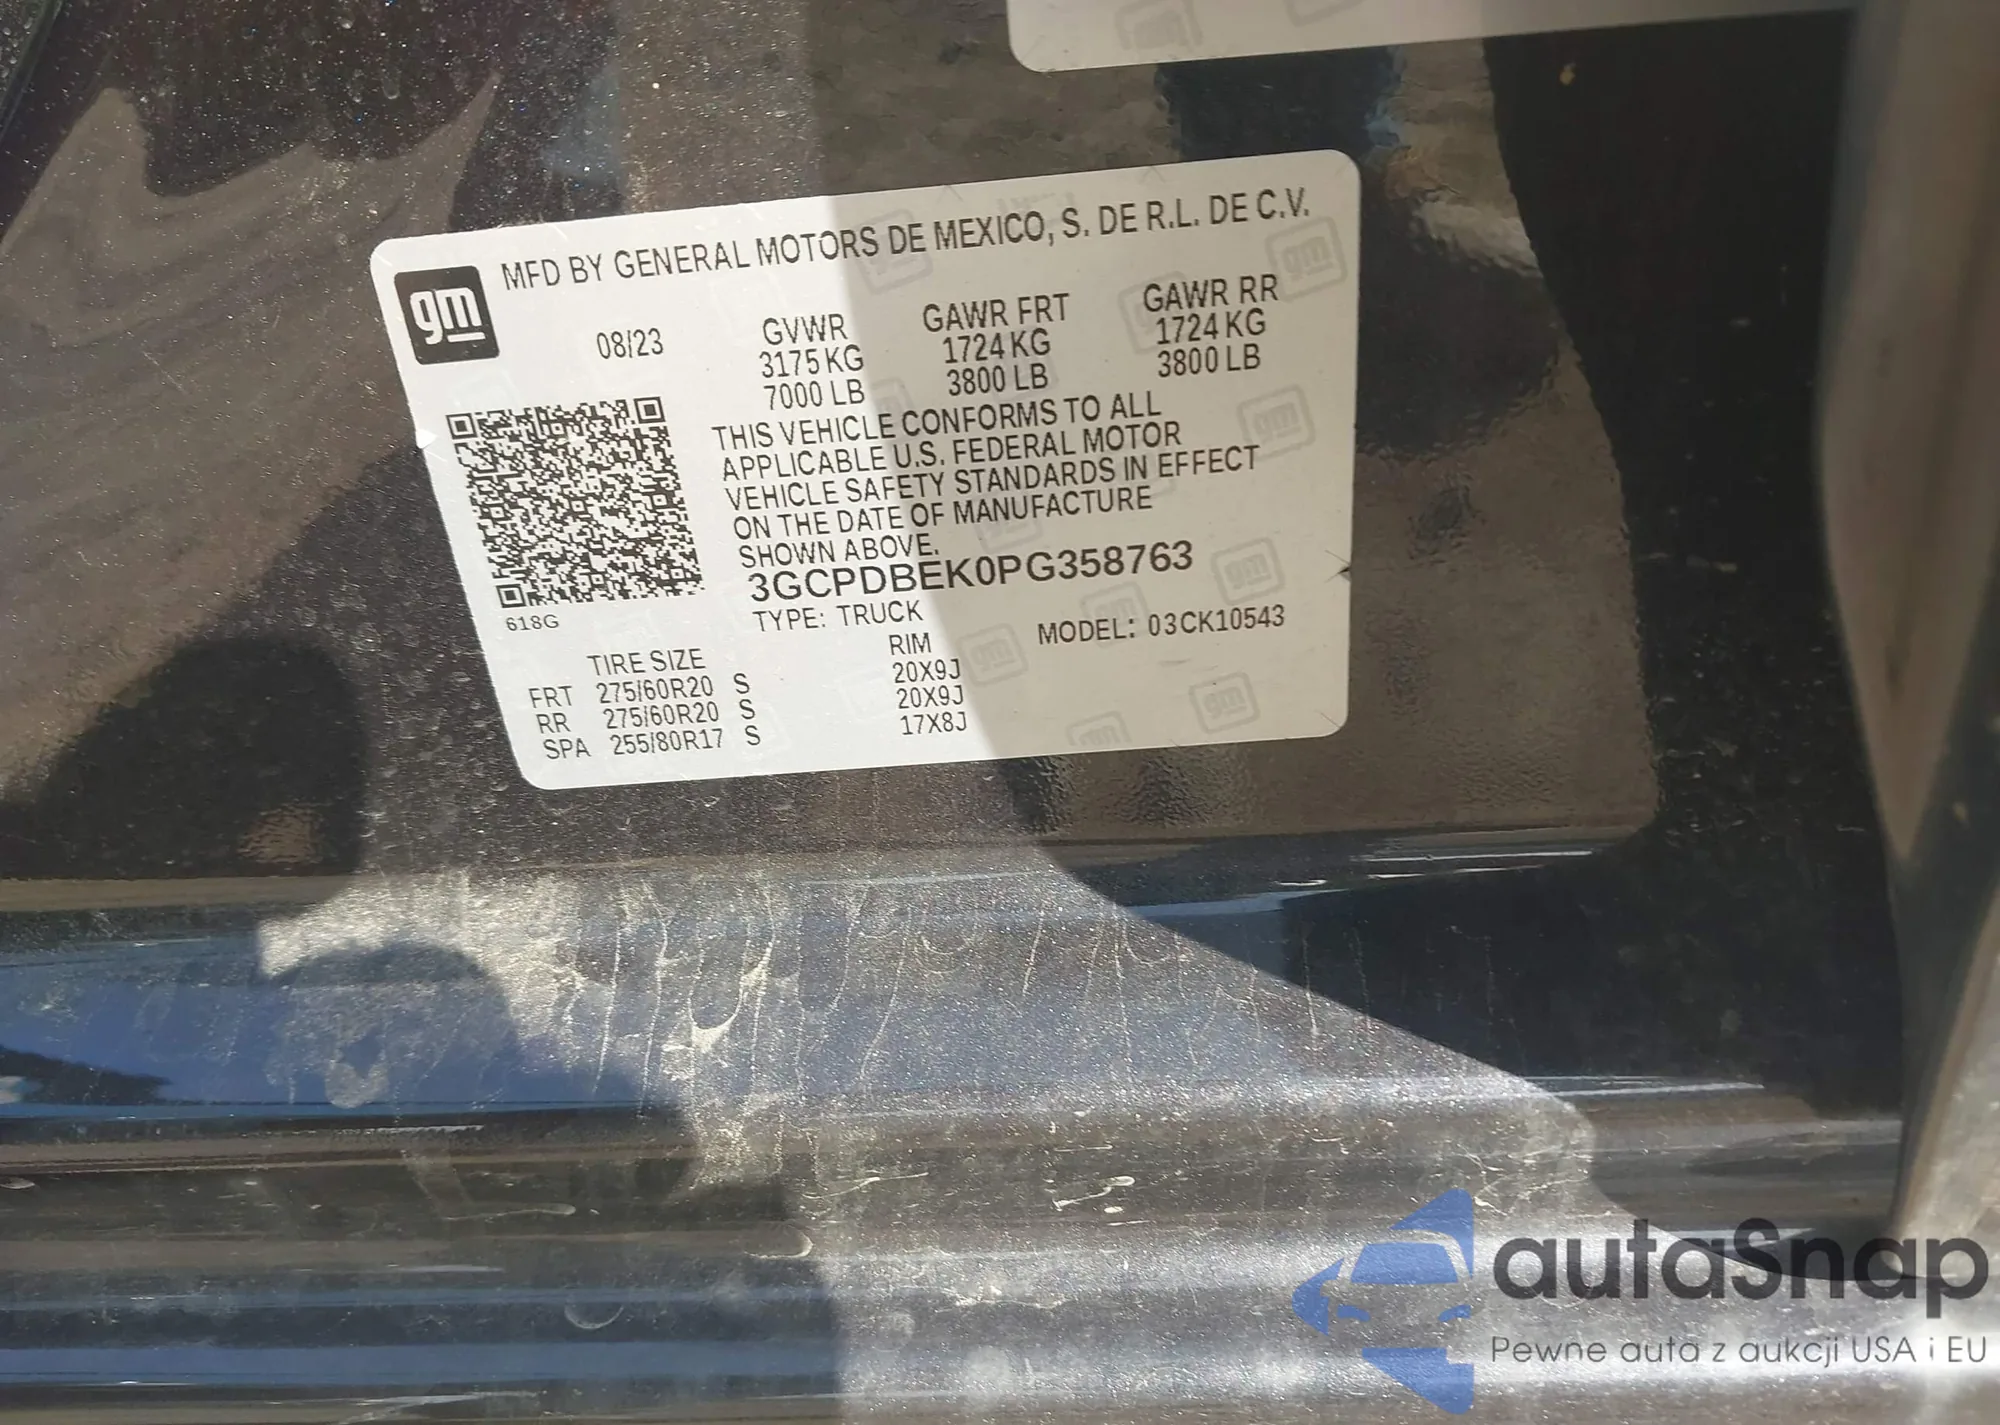 gm
MFD BY GENERAL MOTORS DE MEXICO, S. DE R.L. DE C.V.
08/23 GVWR GAWR FRT GAWR RR
3175 KG 1724 KG 1724 KG
7000 LB 3800 LB 3800 LB
THIS VEHICLE CONFORMS TO ALL
APPLICABLE U.S. FEDERAL MOTOR
VEHICLE SAFETY STANDARDS IN EFFECT
ON THE DATE OF MANUFACTURE
SHOWN ABOVE.
3GCPDBEK0PG358763
618G
TYPE: TRUCK MODEL: 03CK10543
TIRE SIZE RIM
FRT 275/60R20 S 20X9J
RR 275/60R20 S 20X9J
SPA 255/80R17 S 17X8J
autaSnap
Pewne auta z aukcji USA i EU